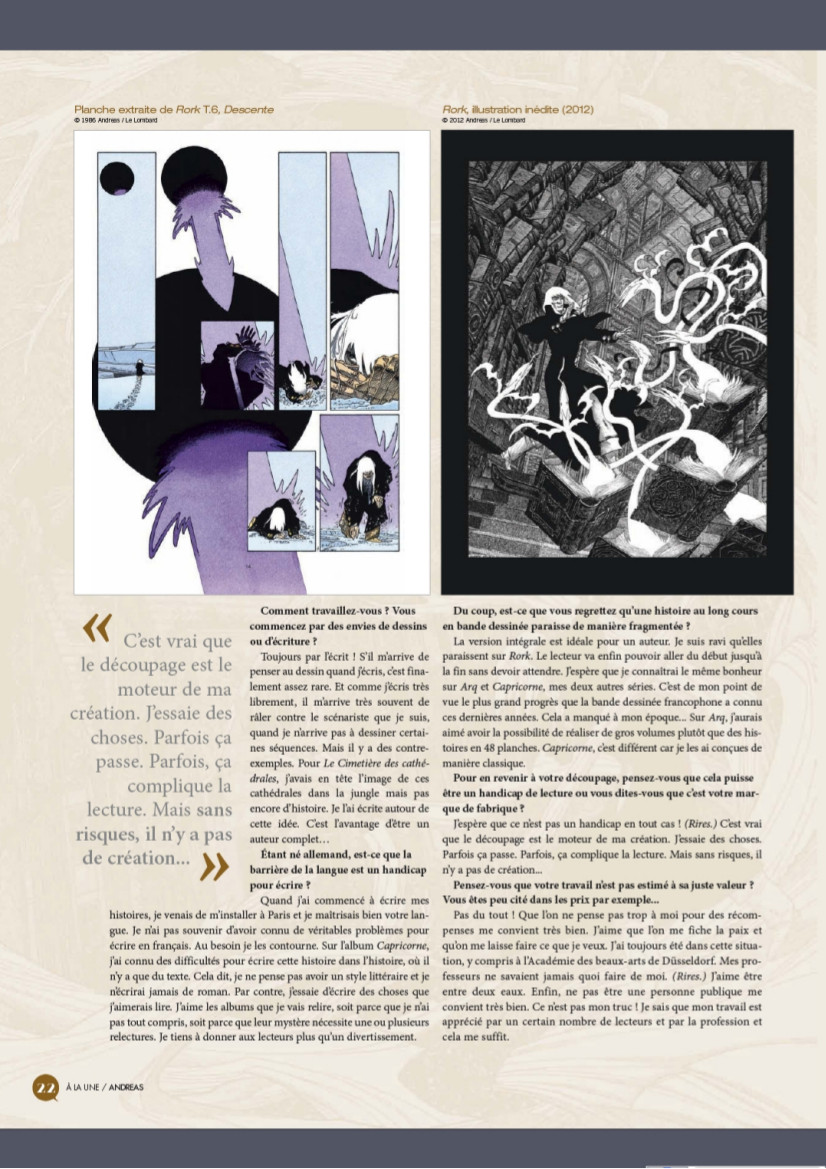 Planche extraite de Rork T.6, Descente
© 1986 Andreas / Le Lombard
Rork, illustration inédite (2012)
© 2012 Andreas / Le Lombard
« C'est vrai que
le découpage est le
moteur de ma
création. J'essaie des
choses. Parfois ça
passe. Parfois, ça
complique la
lecture. Mais sans
risques, il n'y a pas
de création... »
Comment travaillez-vous ? Vous
commencez par des envies de dessins
ou d'écriture ?
Toujours par l'écrit ! S'il m'arrive de
penser au dessin quand j'écris, c'est fina-
lement assez rare. Et comme j'écris très
librement, il m'arrive très souvent de
râler contre le scénariste que je suis,
quand je n'arrive pas à dessiner certai-
nes séquences. Mais il y a des contre-
exemples. Pour Le Cimetière des cathé-
drales, j'avais en tête l'image de ces
cathédrales dans la jungle mais pas
encore d'histoire. Je l'ai écrite autour de
cette idée. C'est l'avantage d'être un
auteur complet…
Étant né allemand, est-ce que la
barrière de la langue est un handicap
pour écrire ?
Quand j'ai commencé à écrire mes
histoires, je venais de m'installer à Paris et je maîtrisais bien votre lan-
gue. Je n'ai pas souvenir d'avoir connu de véritables problèmes pour
écrire en français. Au besoin je les contourne. Sur l'album Capricorne,
j'ai connu des difficultés pour écrire cette histoire dans l'histoire, où il
n'y a que du texte. Cela dit, je ne pense pas avoir un style littéraire et je
n'écrirai jamais de roman. Par contre, j'essaie d'écrire des choses que
j'aimerais lire. J'aime les albums que je vais relire, soit parce que je n'ai
pas tout compris, soit parce que leur mystère nécessite une ou plusieurs
relectures. Je tiens à donner aux lecteurs plus qu'un divertissement.
Du coup, est-ce que vous regrettez qu'une histoire au long cours
en bande dessinée paraisse de manière fragmentée ?
La version intégrale est idéale pour un auteur. Je suis ravi qu'elles
paraissent sur Rork. Le lecteur va enfin pouvoir aller du début jusqu'à
la fin sans devoir attendre. J'espère que je connaîtrai le même bonheur
sur Arq et Capricorne, mes deux autres séries. C'est de mon point de
vue le plus grand progrès que la bande dessinée francophone a connu
ces dernières années. Cela a manqué à mon époque... Sur Arq, j'aurais
aimé avoir la possibilité de réaliser de gros volumes plutôt que des his-
toires en 48 planches. Capricorne, c'est différent car je les ai conçues de
manière classique.
Pour en revenir à votre découpage, pensez-vous que cela puisse
être un handicap de lecture ou vous dites-vous que c'est votre mar-
que de fabrique ?
J'espère que ce n'est pas un handicap en tout cas ! (Rires.) C'est vrai
que le découpage est le moteur de ma création. J'essaie des choses.
Parfois ça passe. Parfois, ça complique la lecture. Mais sans risques, il
n'y a pas de création...
Pensez-vous que votre travail n'est pas estimé à sa juste valeur ?
Vous êtes peu cité dans les prix par exemple...
Pas du tout ! Que l'on ne pense pas trop à moi pour des récom-
penses me convient très bien. J'aime que l'on me fiche la paix et
qu'on me laisse faire ce que je veux. J'ai toujours été dans cette situa-
tion, y compris à l'Académie des beaux-arts de Düsseldorf. Mes pro-
fesseurs ne savaient jamais quoi faire de moi. (Rires.) J'aime être
entre deux eaux. Enfin, ne pas être une personne publique me
convient très bien. Ce n'est pas mon truc ! Je sais que mon travail est
apprécié par un certain nombre de lecteurs et par la profession et
cela me suffit.
22 À LA UNE / ANDREAS